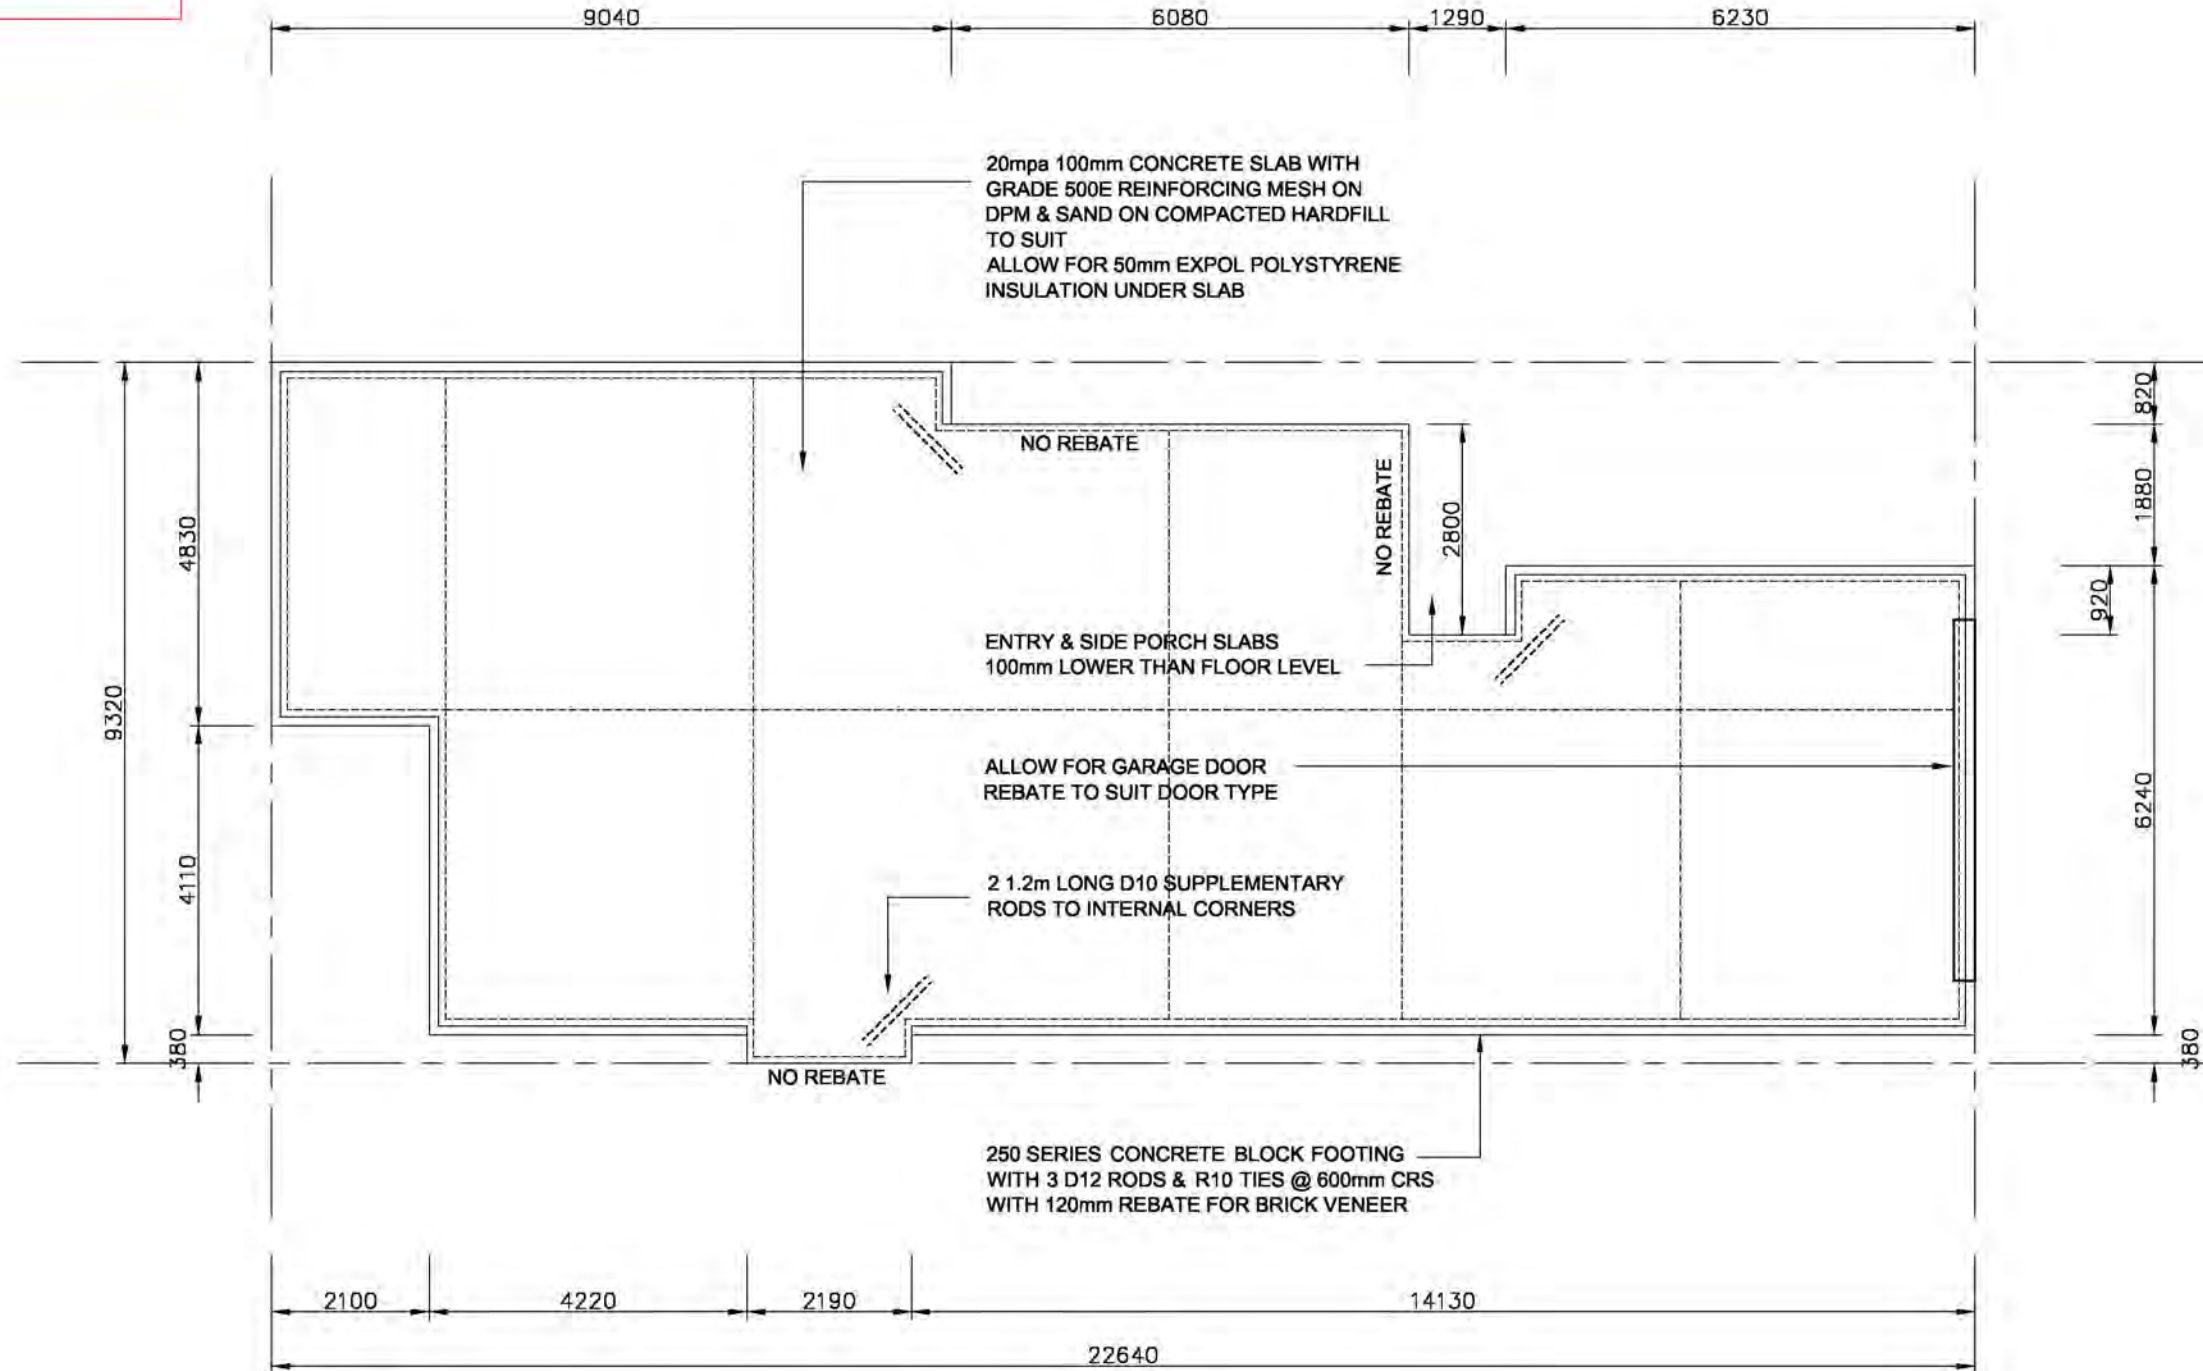 9040
6080
1290
6230
20mpa 100mm CONCRETE SLAB WITH
GRADE 500E REINFORCING MESH ON
DPM & SAND ON COMPACTED HARDFILL
TO SUIT
ALLOW FOR 50mm EXPOL POLYSTYRENE
INSULATION UNDER SLAB
820
NO REBATE
NO REBATE
2800
1880
4830
920
ENTRY & SIDE PORCH SLABS
100mm LOWER THAN FLOOR LEVEL
9320
ALLOW FOR GARAGE DOOR
REBATE TO SUIT DOOR TYPE
6240
4110
2 1.2m LONG D10 SUPPLEMENTARY
RODS TO INTERNAL CORNERS
380
380
NO REBATE
250 SERIES CONCRETE BLOCK FOOTING
WITH 3 D12 RODS & R10 TIES @ 600mm CRS
WITH 120mm REBATE FOR BRICK VENEER
2100
4220
2190
14130
22640